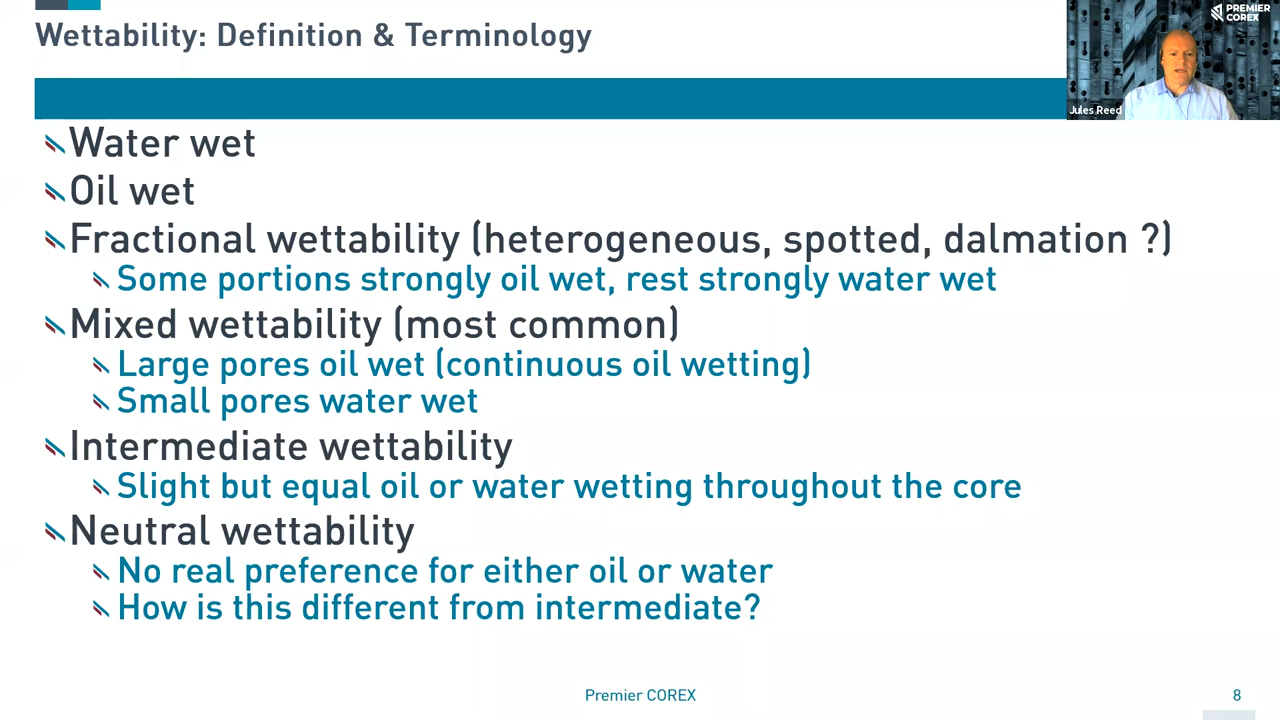 Wettability: Definition & Terminology
PREMIER
COREX
Jules Reed
Water wet
Oil wet
Fractional wettability (heterogeneous, spotted, dalmation ?)
Some portions strongly oil wet, rest strongly water wet
Mixed wettability (most common)
Large pores oil wet (continuous oil wetting)
Small pores water wet
Intermediate wettability
Slight but equal oil or water wetting throughout the core
Neutral wettability
No real preference for either oil or water
How is this different from intermediate?
Premier COREX
8